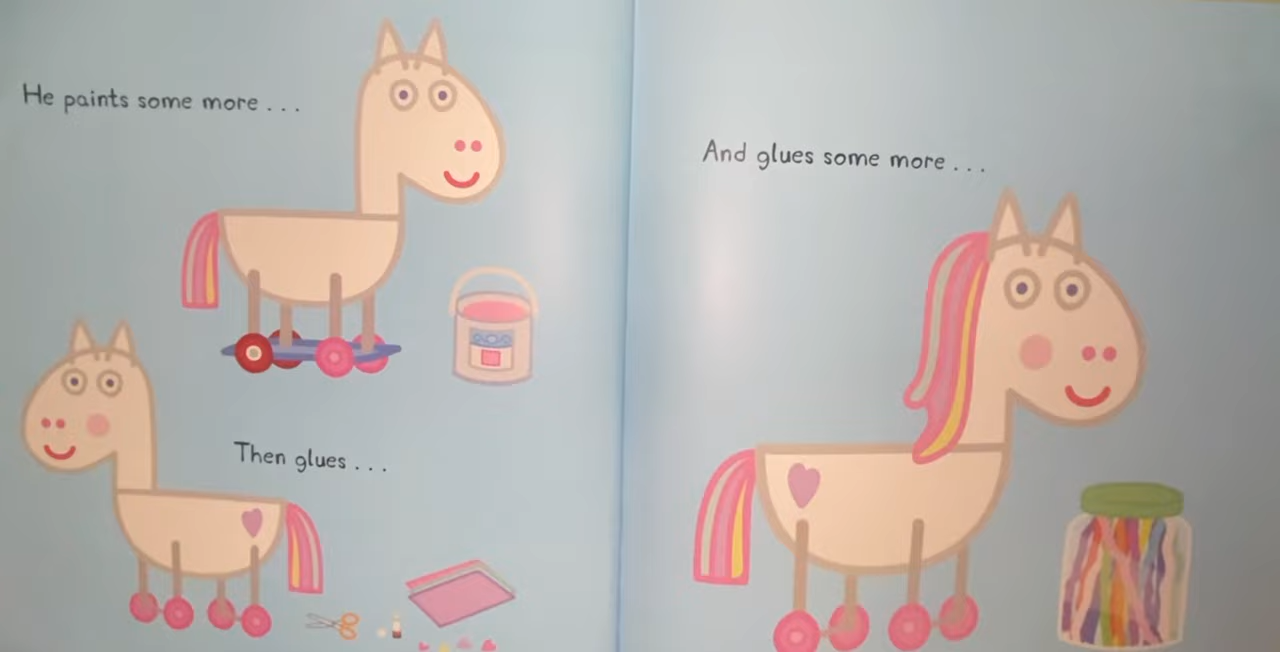 He paints some more . . .
Then glues . . .
And glues some more . . .